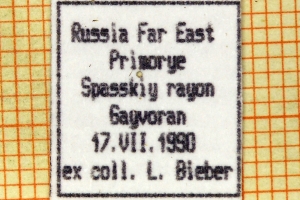 Russia Far East
Primorye
Spasskiy rayon
Gayvoran
17.VII.1990
ex coll. L. Bieber